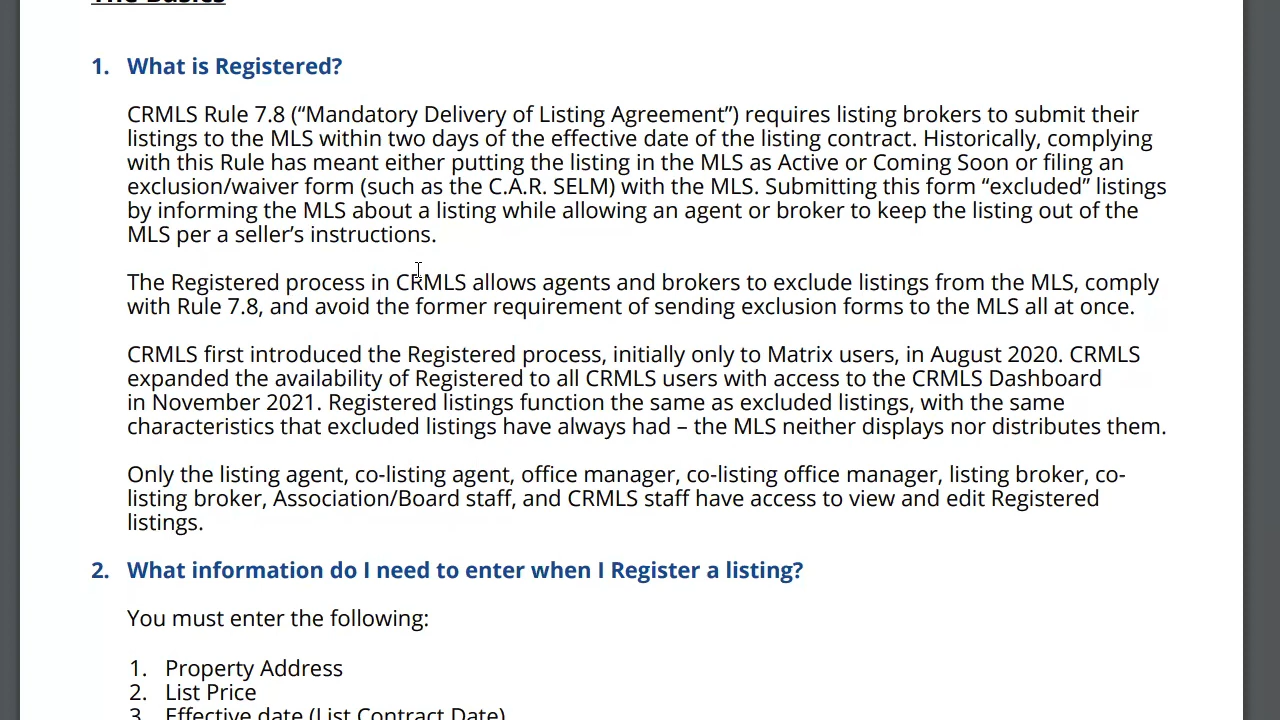 The Basics
1. What is Registered?
CRMLS Rule 7.8 (“Mandatory Delivery of Listing Agreement”) requires listing brokers to submit their
listings to the MLS within two days of the effective date of the listing contract. Historically, complying
with this Rule has meant either putting the listing in the MLS as Active or Coming Soon or filing an
exclusion/waiver form (such as the C.A.R. SELM) with the MLS. Submitting this form “excluded” listings
by informing the MLS about a listing while allowing an agent or broker to keep the listing out of the
MLS per a seller’s instructions.
The Registered process in CRMLS allows agents and brokers to exclude listings from the MLS, comply
with Rule 7.8, and avoid the former requirement of sending exclusion forms to the MLS all at once.
CRMLS first introduced the Registered process, initially only to Matrix users, in August 2020. CRMLS
expanded the availability of Registered to all CRMLS users with access to the CRMLS Dashboard
in November 2021. Registered listings function the same as excluded listings, with the same
characteristics that excluded listings have always had – the MLS neither displays nor distributes them.
Only the listing agent, co-listing agent, office manager, co-listing office manager, listing broker, co-
listing broker, Association/Board staff, and CRMLS staff have access to view and edit Registered
listings.
2. What information do I need to enter when I Register a listing?
You must enter the following:
1. Property Address
2. List Price
3. Effective date (List Contract Date)